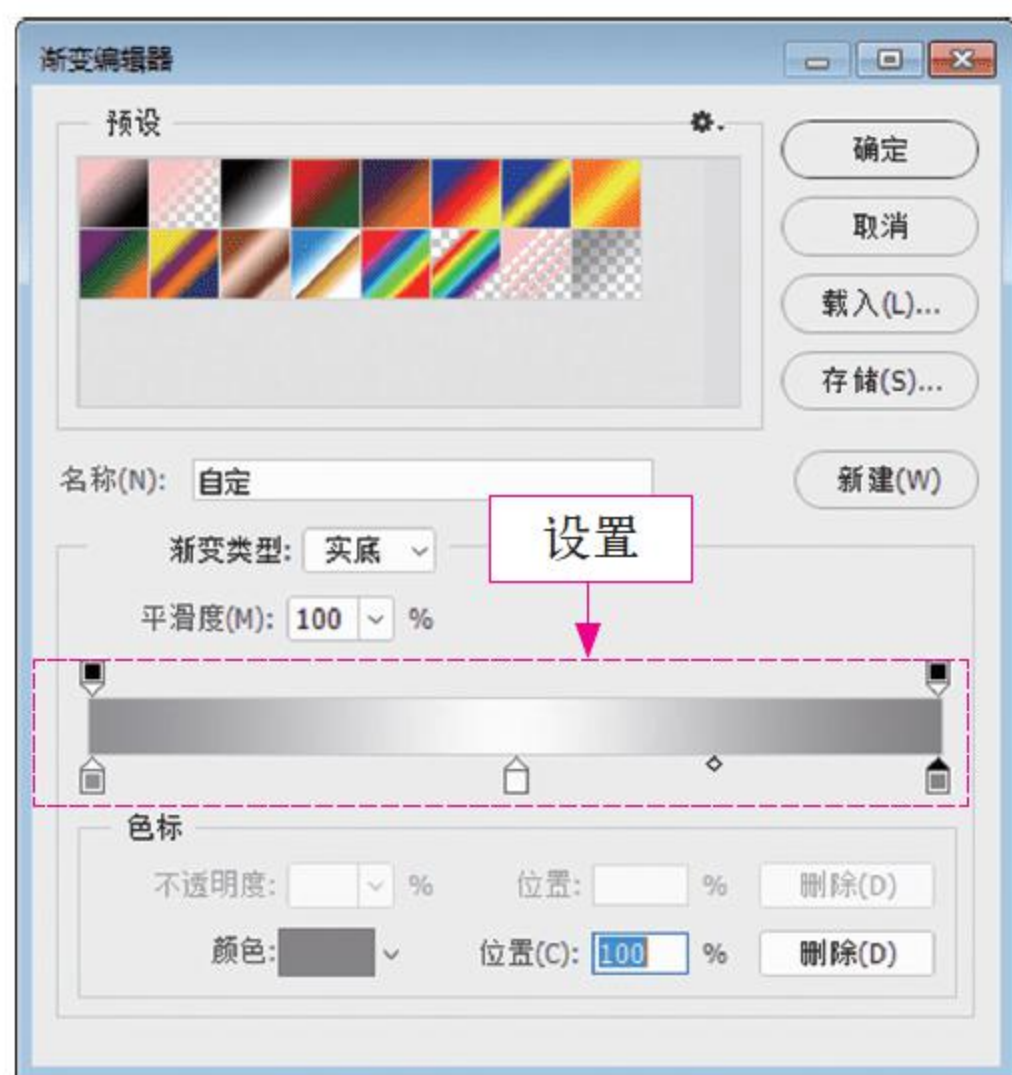 渐变编辑器
预设
确定
取消
载入(L)...
存储(S)...
名称(N): 自定
新建(W)
设置
渐变类型: 实底
平滑度(M): 100 %
色标
不透明度: % 位置: % 删除(D)
颜色: 位置(C): 100 % 删除(D)